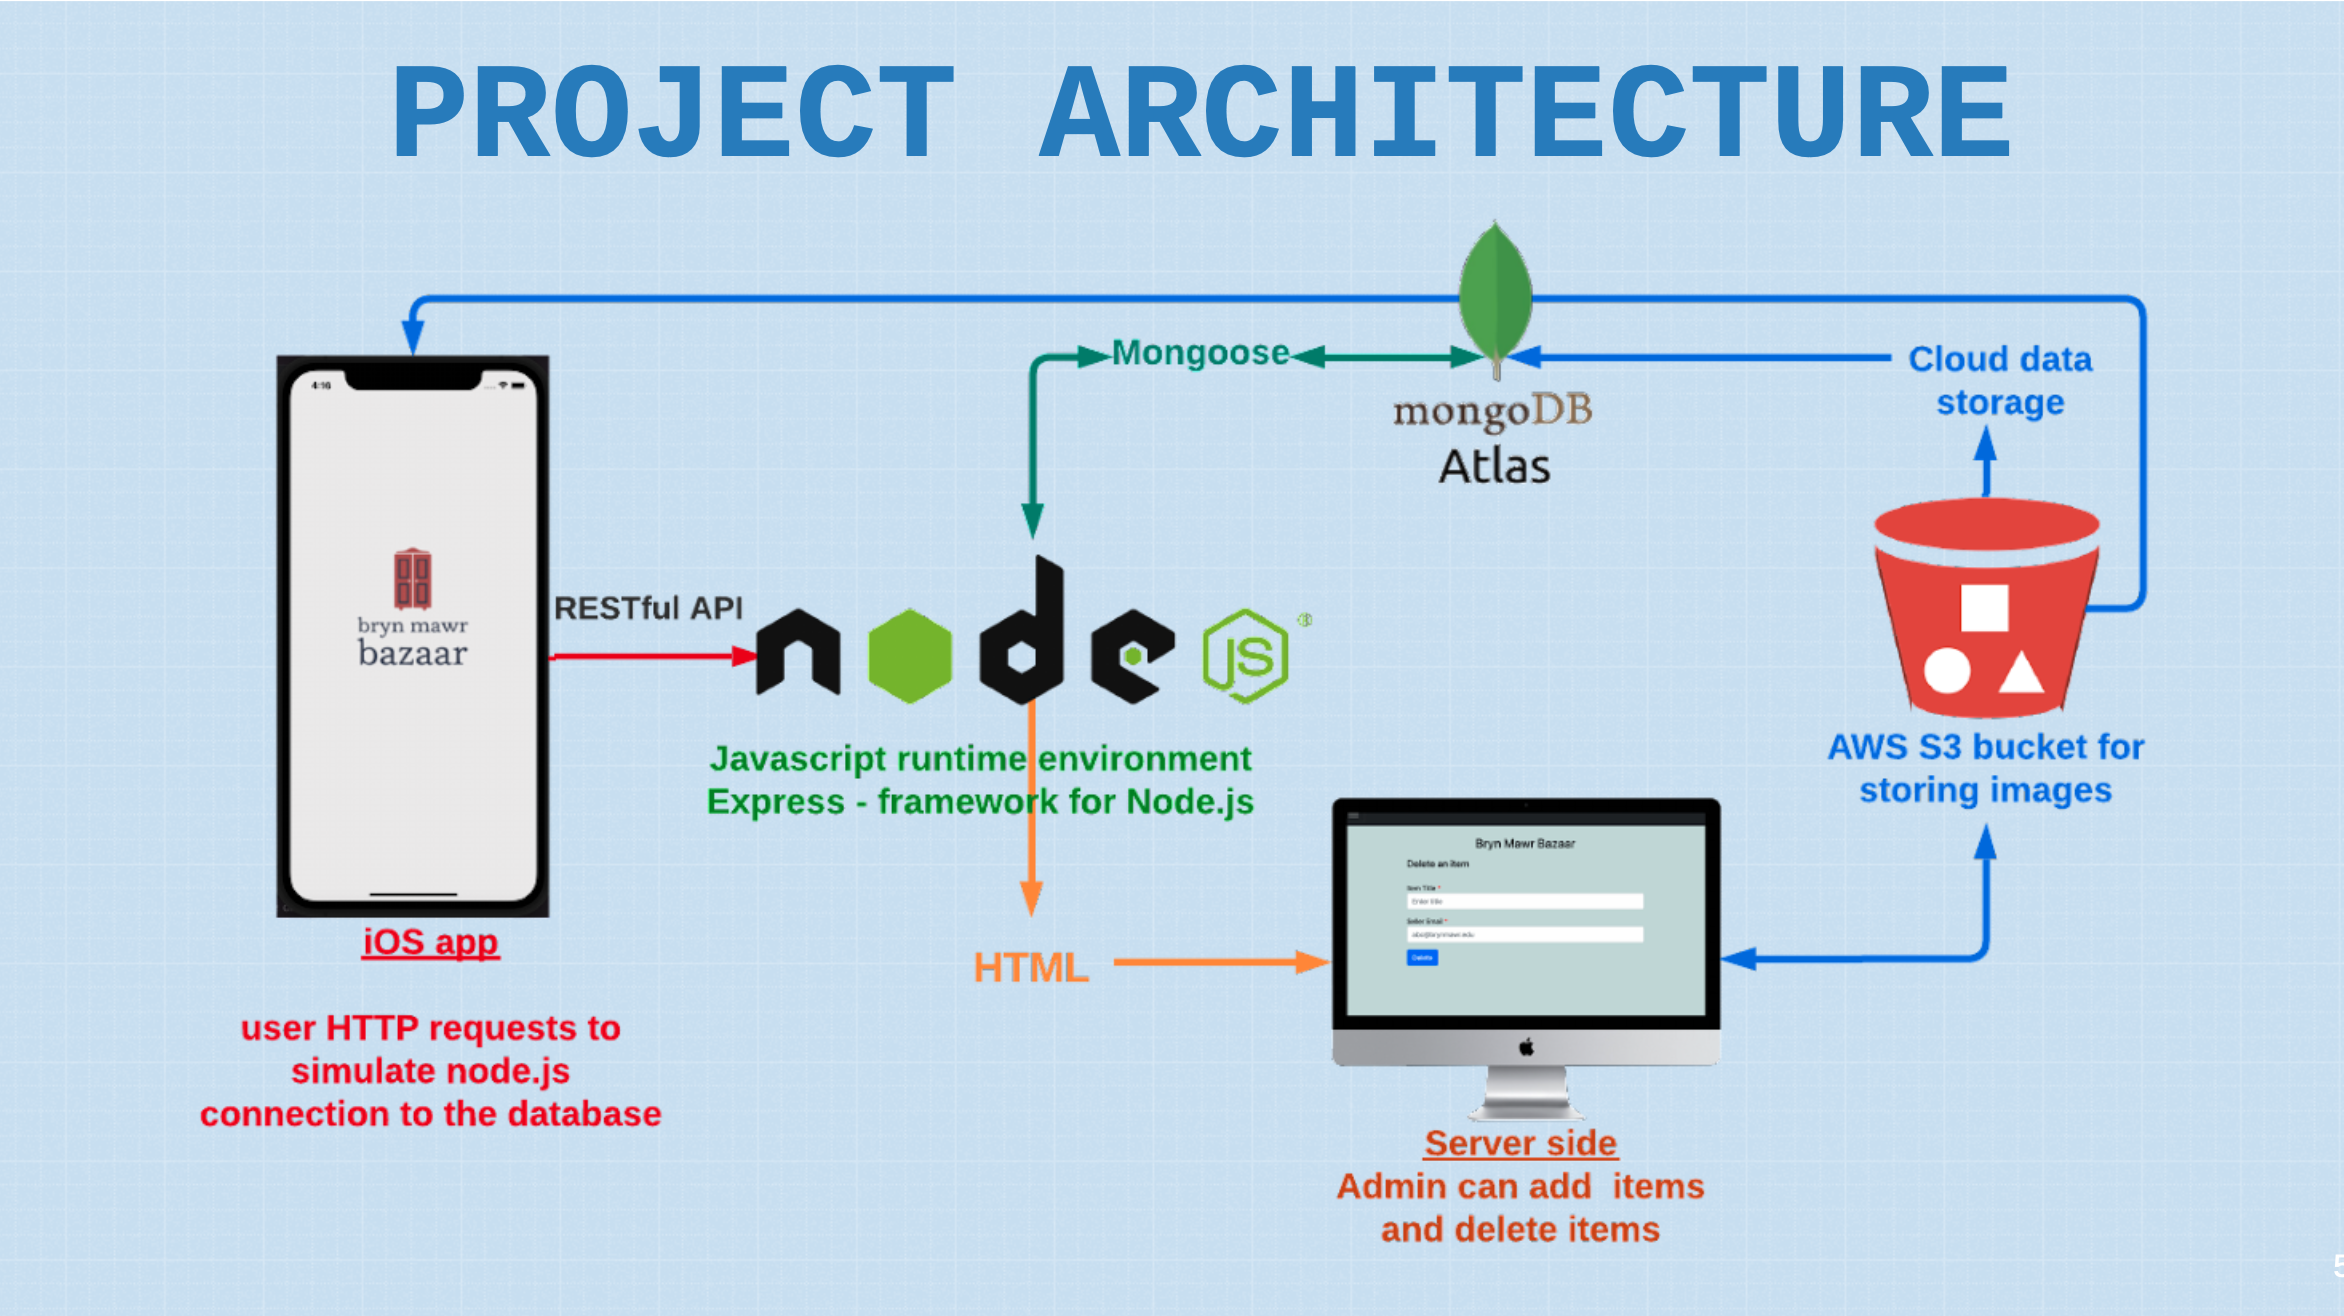 PROJECT ARCHITECTURE
Mongoose
Cloud data
storage
mongoDB
Atlas
4:16
bryn mawr
bazaar
RESTful API
node
JS
Javascript runtime environment
Express - framework for Node.js
AWS S3 bucket for
storing images
iOS app
user HTTP requests to
simulate node.js
connection to the database
HTML
Bryn Mawr Bazaar
Delete an item
Item Title *
Enter title
Seller Email *
abc@brynmawr.edu
Delete
Server side
Admin can add items
and delete items
5